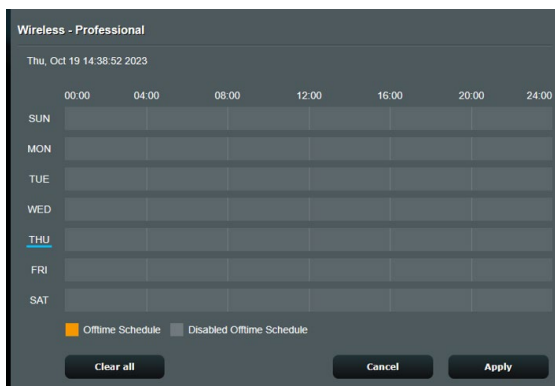 Wireless - Professional
Thu, Oct 19 14:38:52 2023
00:00 04:00 08:00 12:00 16:00 20:00 24:00
SUN
MON
TUE
WED
THU
FRI
SAT
Offtime Schedule Disabled Offtime Schedule
Clear all Cancel Apply